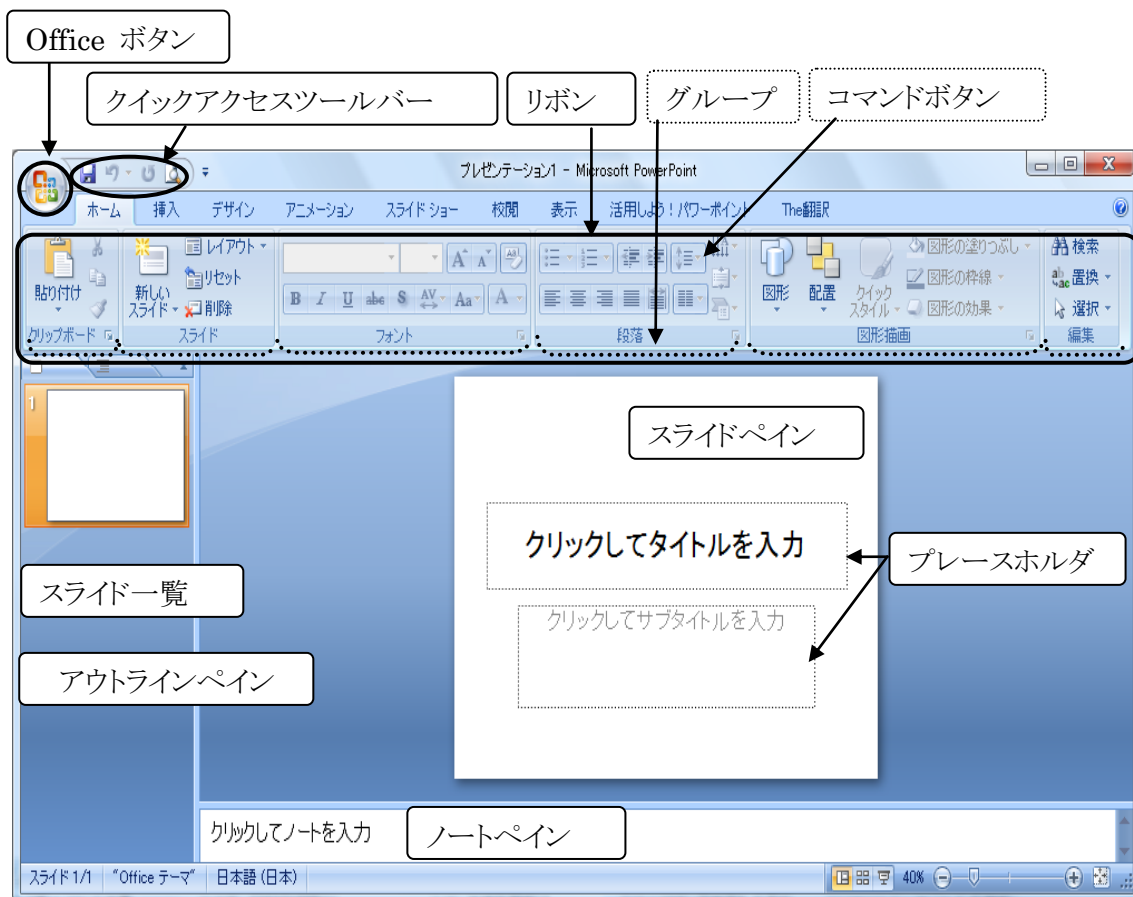 Office ボタン
クイックアクセスツールバー
リボン
グループ
コマンドボタン
プレゼンテーション1 - Microsoft PowerPoint
ホーム 挿入 デザイン アニメーション スライド ショー 校閲 表示 活用しよう！パワーポイント The翻訳
貼り付け
新しい
スライド
レイアウト
リセット
削除
B I U abe S AV Aa A
図形
配置
クイック
スタイル
図形の塗りつぶし
図形の枠線
図形の効果
検索
置換
選択
クリップボード スライド フォント 段落 図形描画 編集
1
スライドペイン
クリックしてタイトルを入力
プレースホルダ
クリックしてサブタイトルを入力
スライド一覧
アウトラインペイン
クリックしてノートを入力
ノートペイン
スライド 1/1 "Office テーマ" 日本語 (日本) 40%